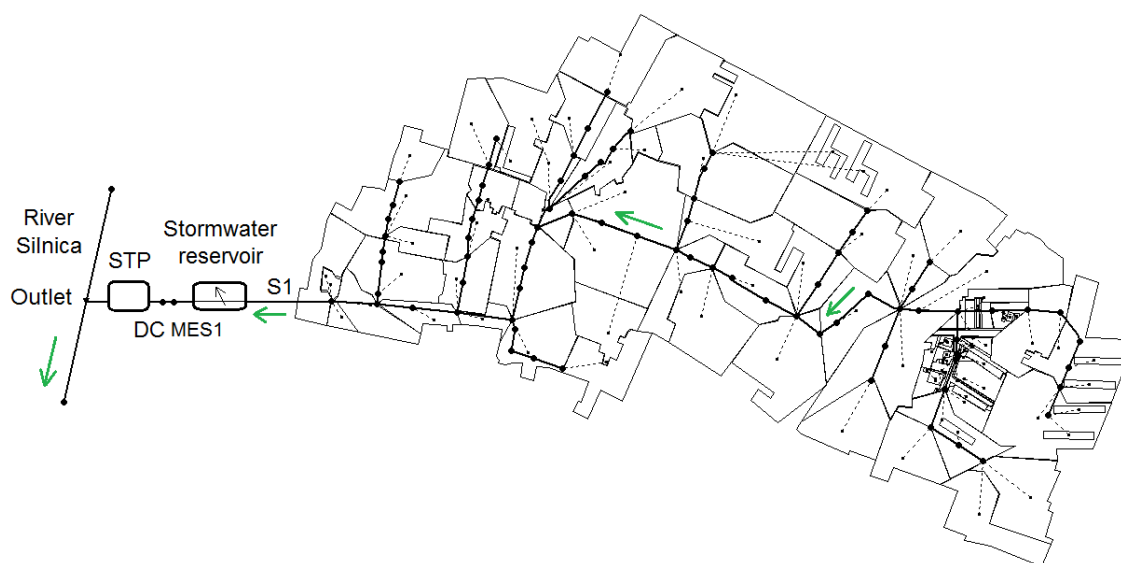 River
Silnica
STP
Stormwater
reservoir
Outlet
S1
DC MES1